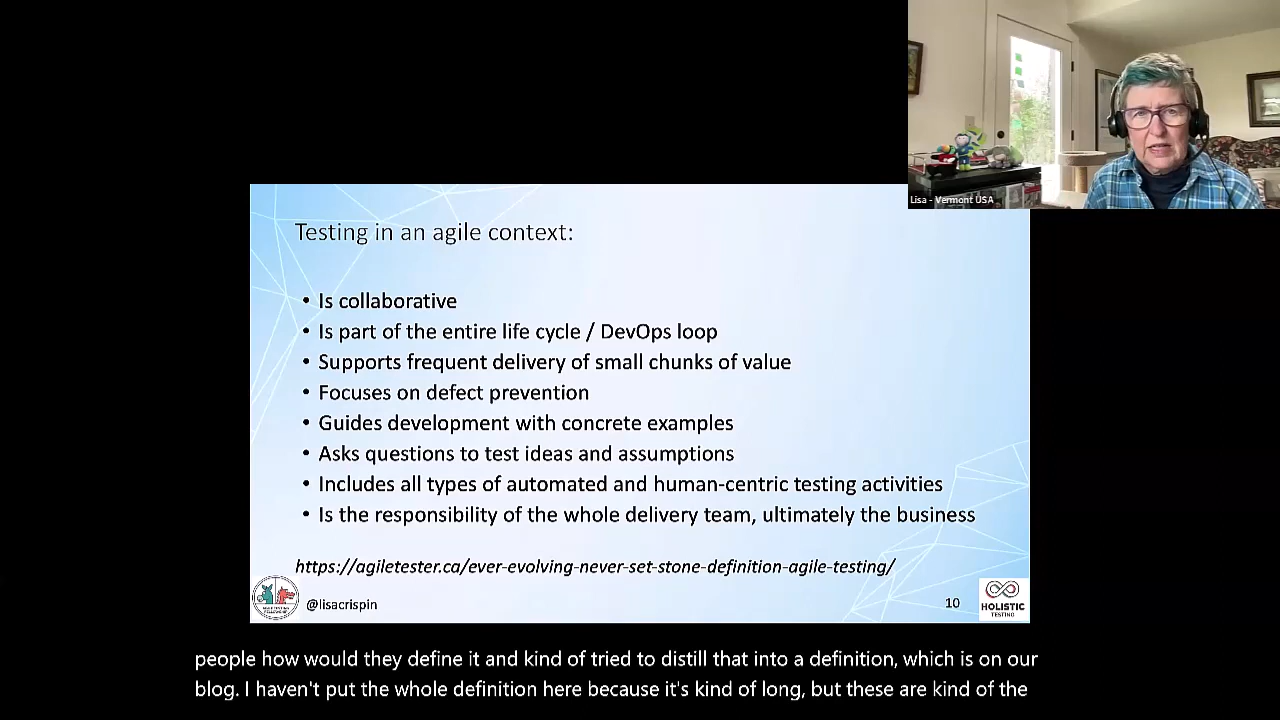 Lisa - Vermont USA
Testing in an agile context:
• Is collaborative
• Is part of the entire life cycle / DevOps loop
• Supports frequent delivery of small chunks of value
• Focuses on defect prevention
• Guides development with concrete examples
• Asks questions to test ideas and assumptions
• Includes all types of automated and human-centric testing activities
• Is the responsibility of the whole delivery team, ultimately the business
https://agiletester.ca/ever-evolving-never-set-stone-definition-agile-testing/
@lisacrispin
10
HOLISTIC
TESTING
people how would they define it and kind of tried to distill that into a definition, which is on our
blog. I haven't put the whole definition here because it's kind of long, but these are kind of the